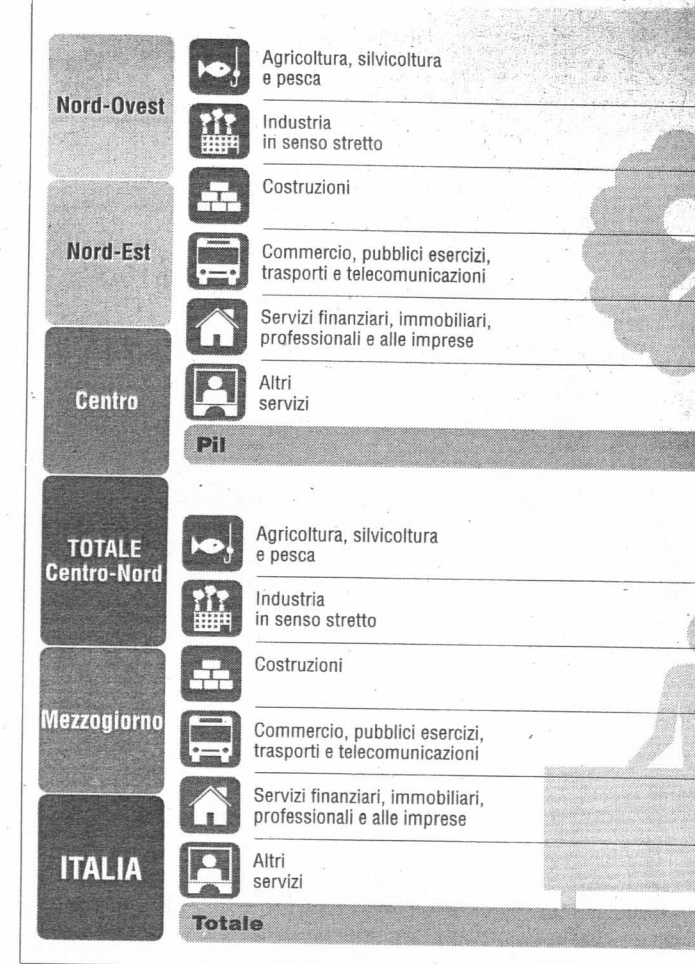 Nord-Ovest
Nord-Est
Centro
TOTALE
Centro-Nord
Mezzogiorno
ITALIA
Agricoltura, silvicoltura
e pesca
Industria
in senso stretto
Costruzioni
Commercio, pubblici esercizi,
trasporti e telecomunicazioni
Servizi finanziari, immobiliari,
professionali e alle imprese
Altri
servizi
Pil
Agricoltura, silvicoltura
e pesca
Industria
in senso stretto
Costruzioni
Commercio, pubblici esercizi,
trasporti e telecomunicazioni
Servizi finanziari, immobiliari,
professionali e alle imprese
Altri
servizi
Totale